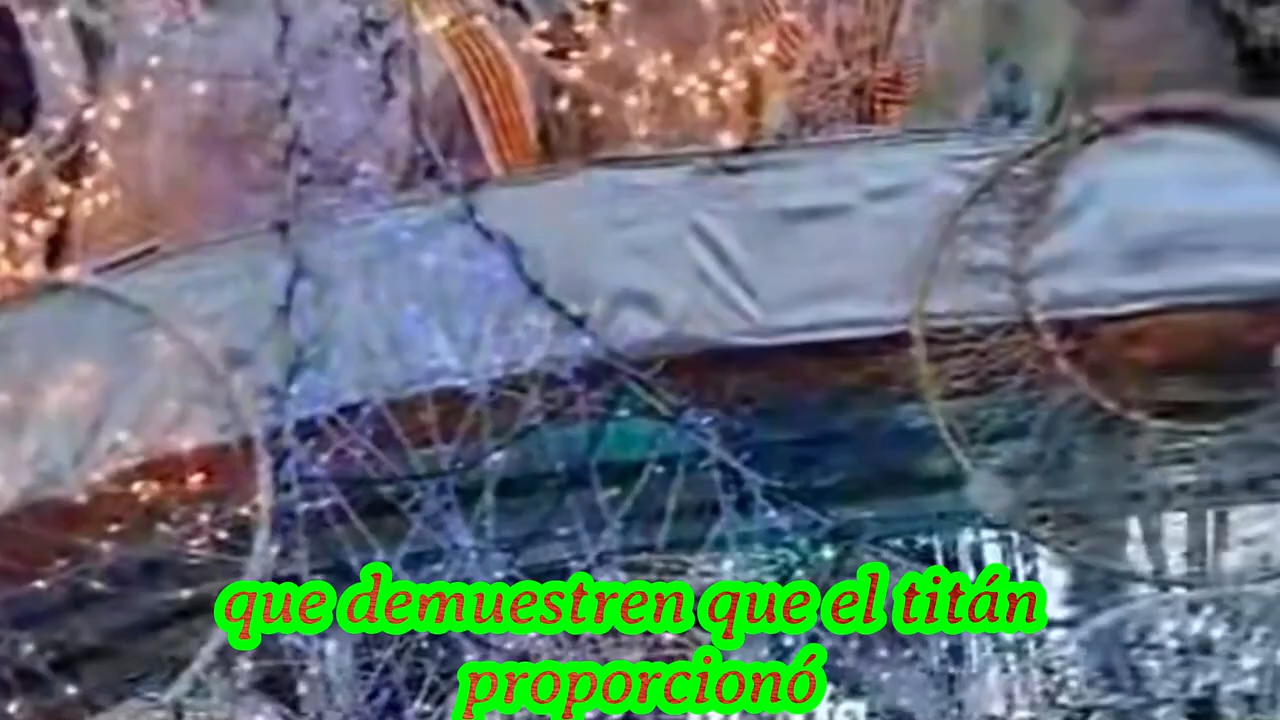 que demuestren que el titán
proporcionó